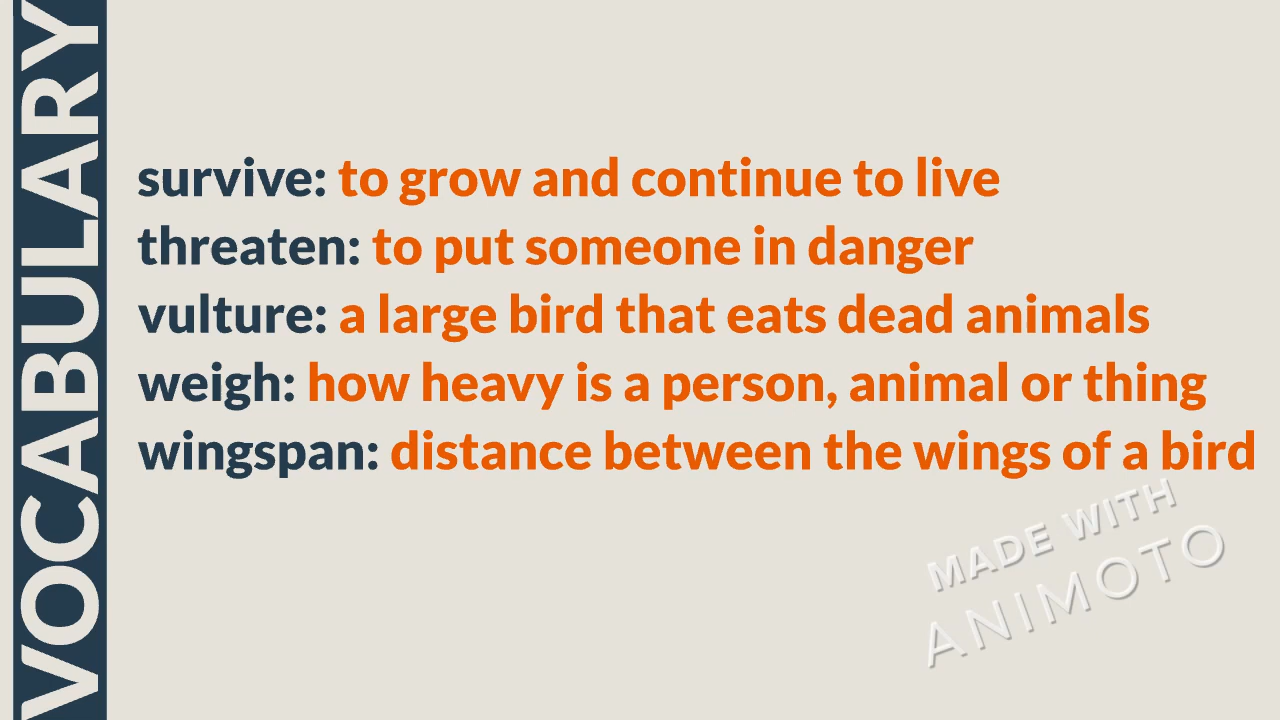 VOCABULARY
survive: to grow and continue to live
threaten: to put someone in danger
vulture: a large bird that eats dead animals
weigh: how heavy is a person, animal or thing
wingspan: distance between the wings of a bird
MADE WITH
ANIMOTO